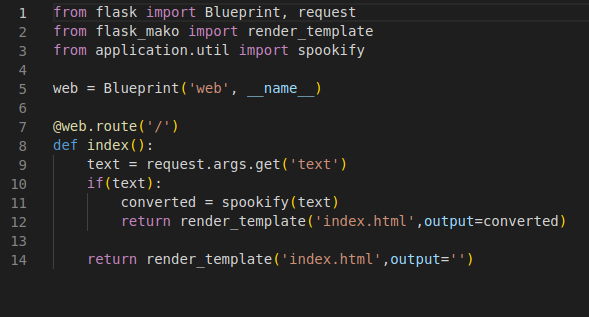 1 from flask import Blueprint, request
2 from flask_mako import render_template
3 from application.util import spookify
4
5 web = Blueprint('web', __name__)
6
7 @web.route('/')
8 def index():
9     text = request.args.get('text')
10     if(text):
11         converted = spookify(text)
12         return render_template('index.html',output=converted)
13
14     return render_template('index.html',output='')